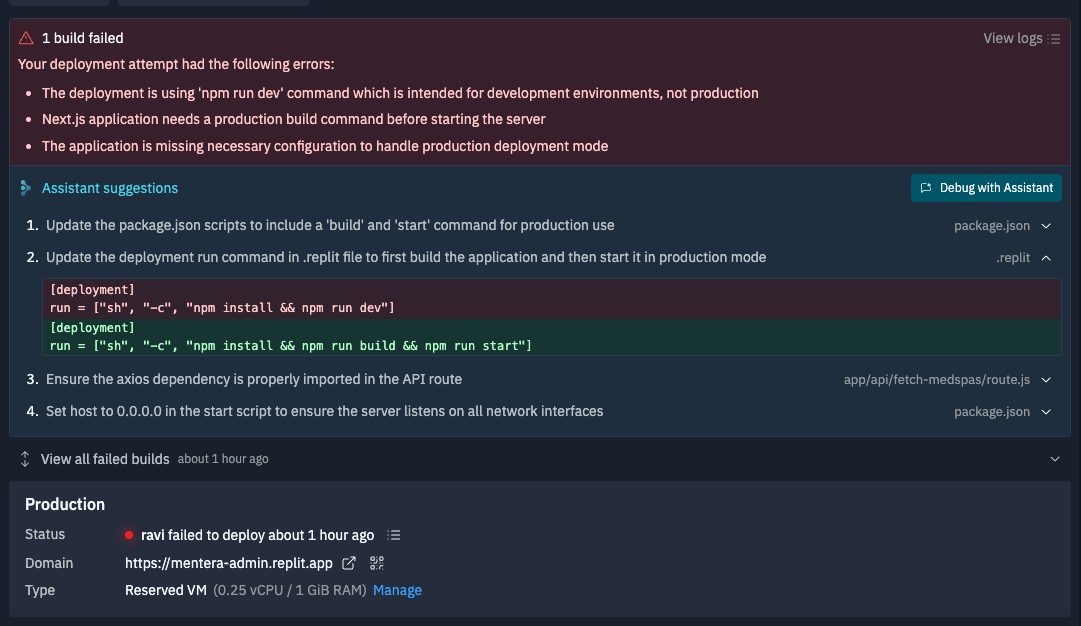 1 build failed
View logs
Your deployment attempt had the following errors:
• The deployment is using 'npm run dev' command which is intended for development environments, not production
• Next.js application needs a production build command before starting the server
• The application is missing necessary configuration to handle production deployment mode
Assistant suggestions
Debug with Assistant
1. Update the package.json scripts to include a 'build' and 'start' command for production use package.json
2. Update the deployment run command in .replit file to first build the application and then start it in production mode .replit
[deployment]
run = ["sh", "-c", "npm install && npm run dev"]
[deployment]
run = ["sh", "-c", "npm install && npm run build && npm run start"]
3. Ensure the axios dependency is properly imported in the API route app/api/fetch-medspas/route.js
4. Set host to 0.0.0.0 in the start script to ensure the server listens on all network interfaces package.json
View all failed builds about 1 hour ago
Production
Status ravi failed to deploy about 1 hour ago
Domain https://mentera-admin.replit.app
Type Reserved VM (0.25 vCPU / 1 GiB RAM) Manage